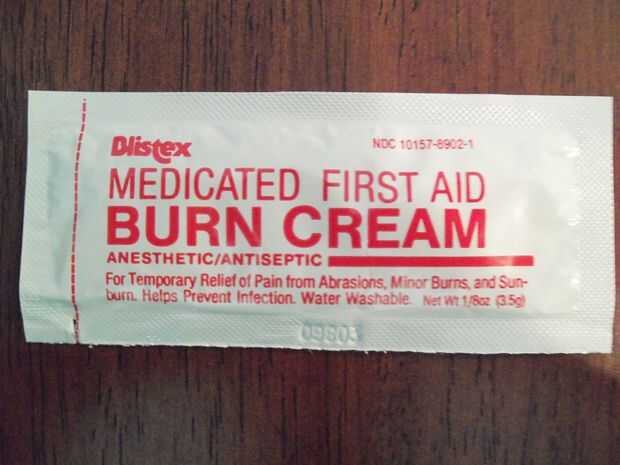 Blistex
NDC 10157-8902-1
MEDICATED FIRST AID
BURN CREAM
ANESTHETIC/ANTISEPTIC
For Temporary Relief of Pain from Abrasions, Minor Burns, and Sun-
burn. Helps Prevent Infection. Water Washable. Net Wt 1/8oz (3.5g)